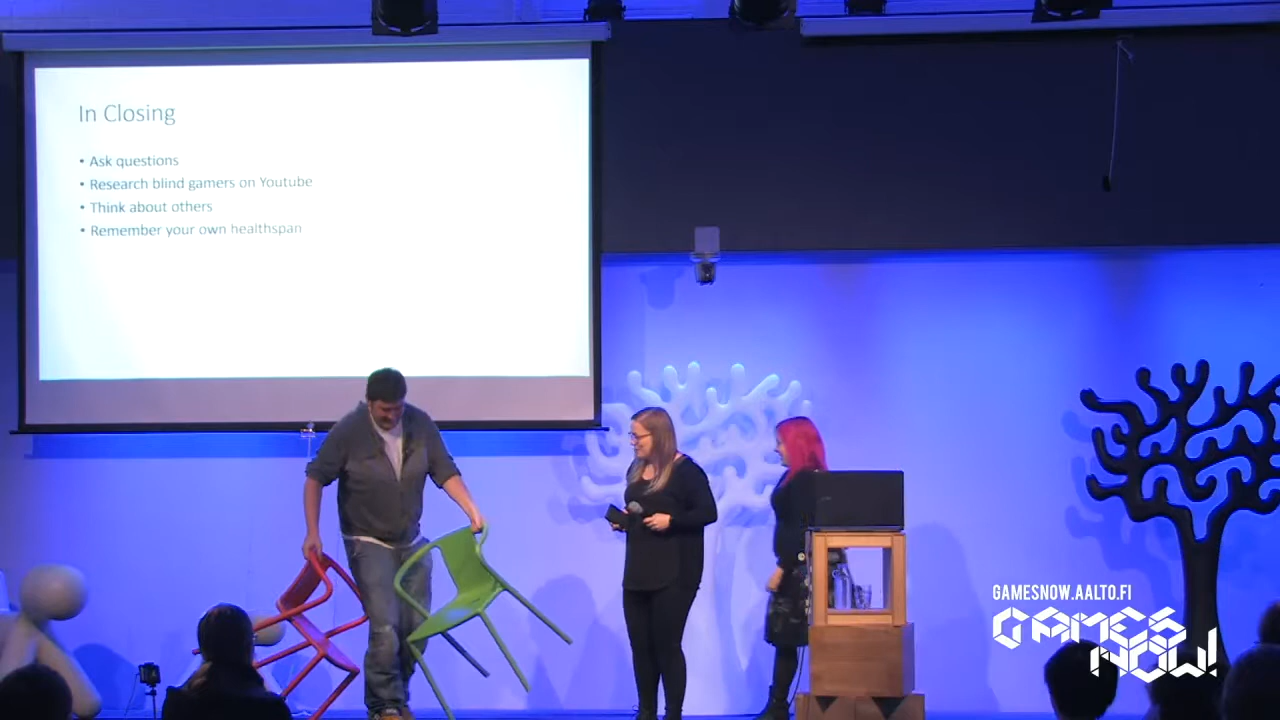 In Closing
• Ask questions
• Research blind gamers on Youtube
• Think about others
• Remember your own healthspan
GAMESNOW.AALTO.FI
GAMES
NOW!